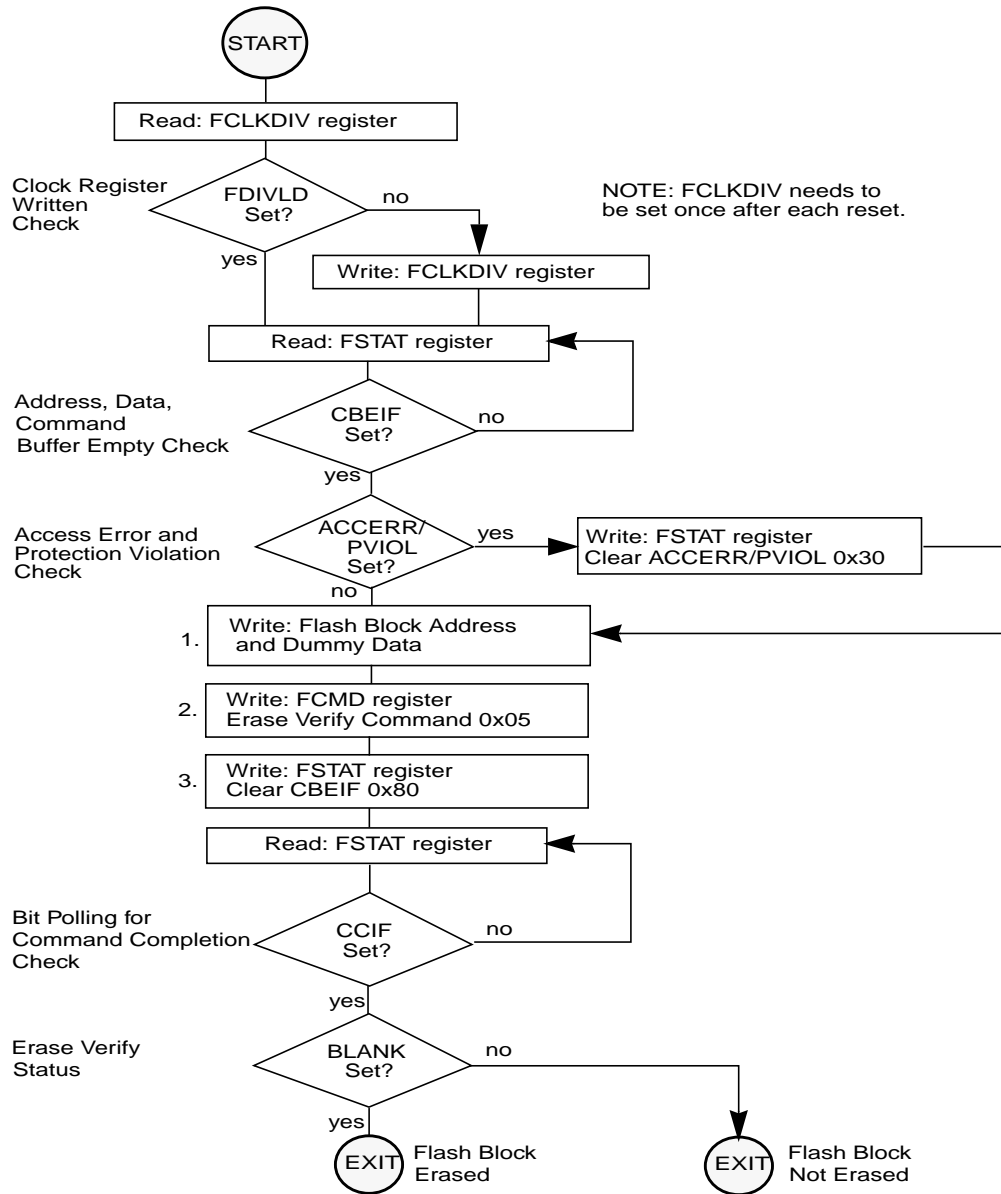 START
Read: FCLKDIV register
Clock Register
Written
Check
FDIVLD
Set?
no
yes
NOTE: FCLKDIV needs to
be set once after each reset.
Write: FCLKDIV register
Read: FSTAT register
Address, Data,
Command
Buffer Empty Check
CBEIF
Set?
no
yes
Access Error and
Protection Violation
Check
ACCERR/
PVIOL
Set?
yes
no
Write: FSTAT register
Clear ACCERR/PVIOL 0x30
1.
Write: Flash Block Address
and Dummy Data
2.
Write: FCMD register
Erase Verify Command 0x05
3.
Write: FSTAT register
Clear CBEIF 0x80
Read: FSTAT register
Bit Polling for
Command Completion
Check
CCIF
Set?
no
yes
Erase Verify
Status
BLANK
Set?
no
yes
EXIT
Flash Block
Erased
EXIT
Flash Block
Not Erased